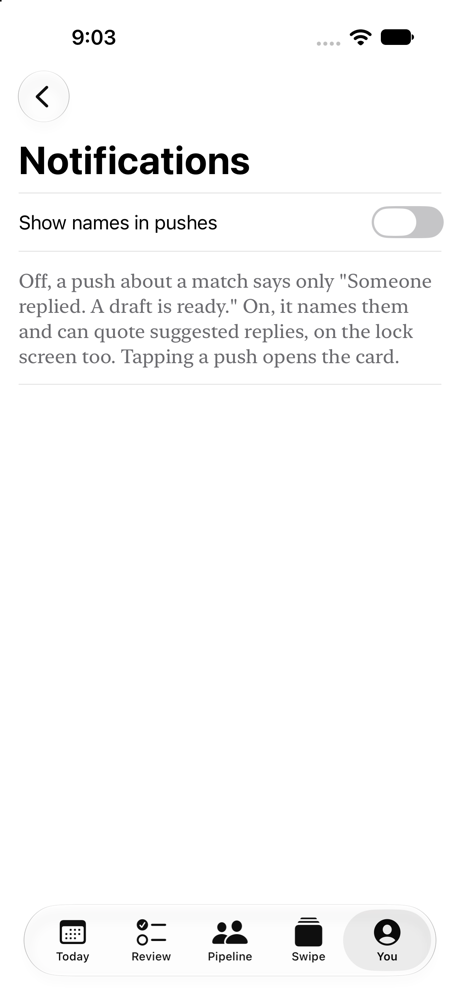 9:03
Notifications
Show names in pushes
Off, a push about a match says only "Someone
replied. A draft is ready." On, it names them
and can quote suggested replies, on the lock
screen too. Tapping a push opens the card.
Today
Review
Pipeline
Swipe
You